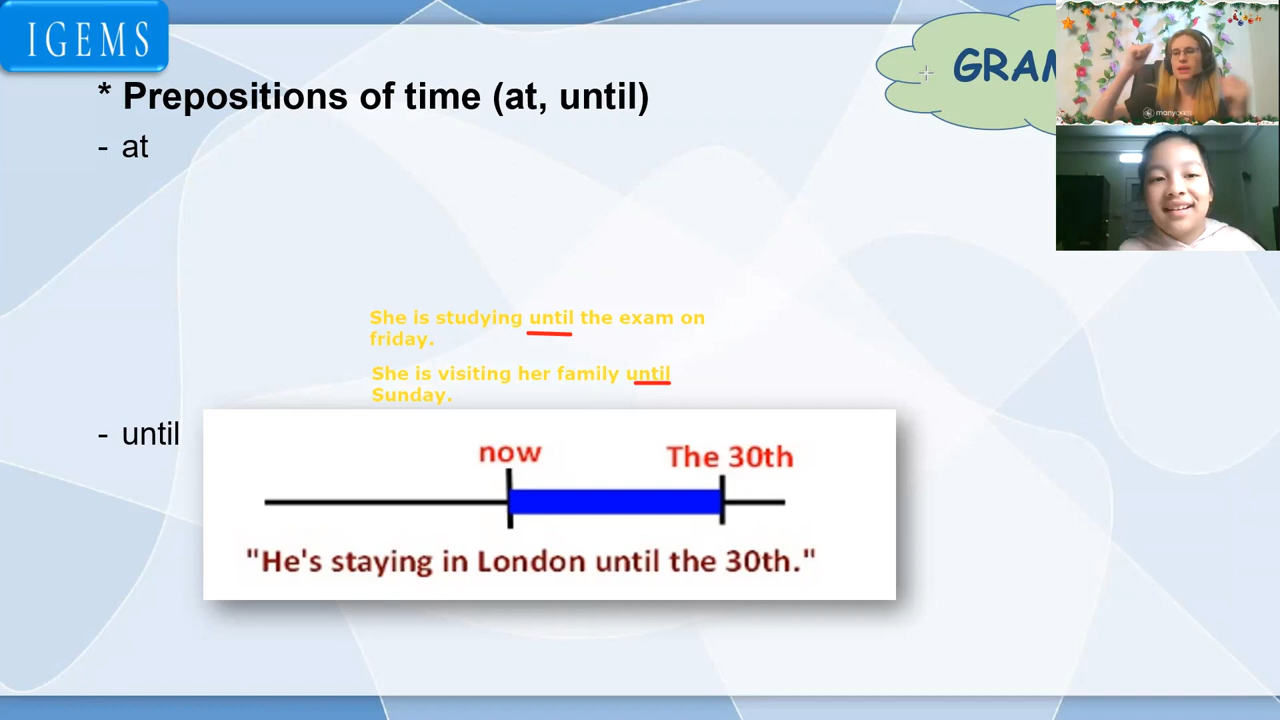 IGEMS
* Prepositions of time (at, until)
GRAM
- at
She is studying until the exam on
friday.
She is visiting her family until
Sunday.
- until
now
The 30th
"He's staying in London until the 30th."